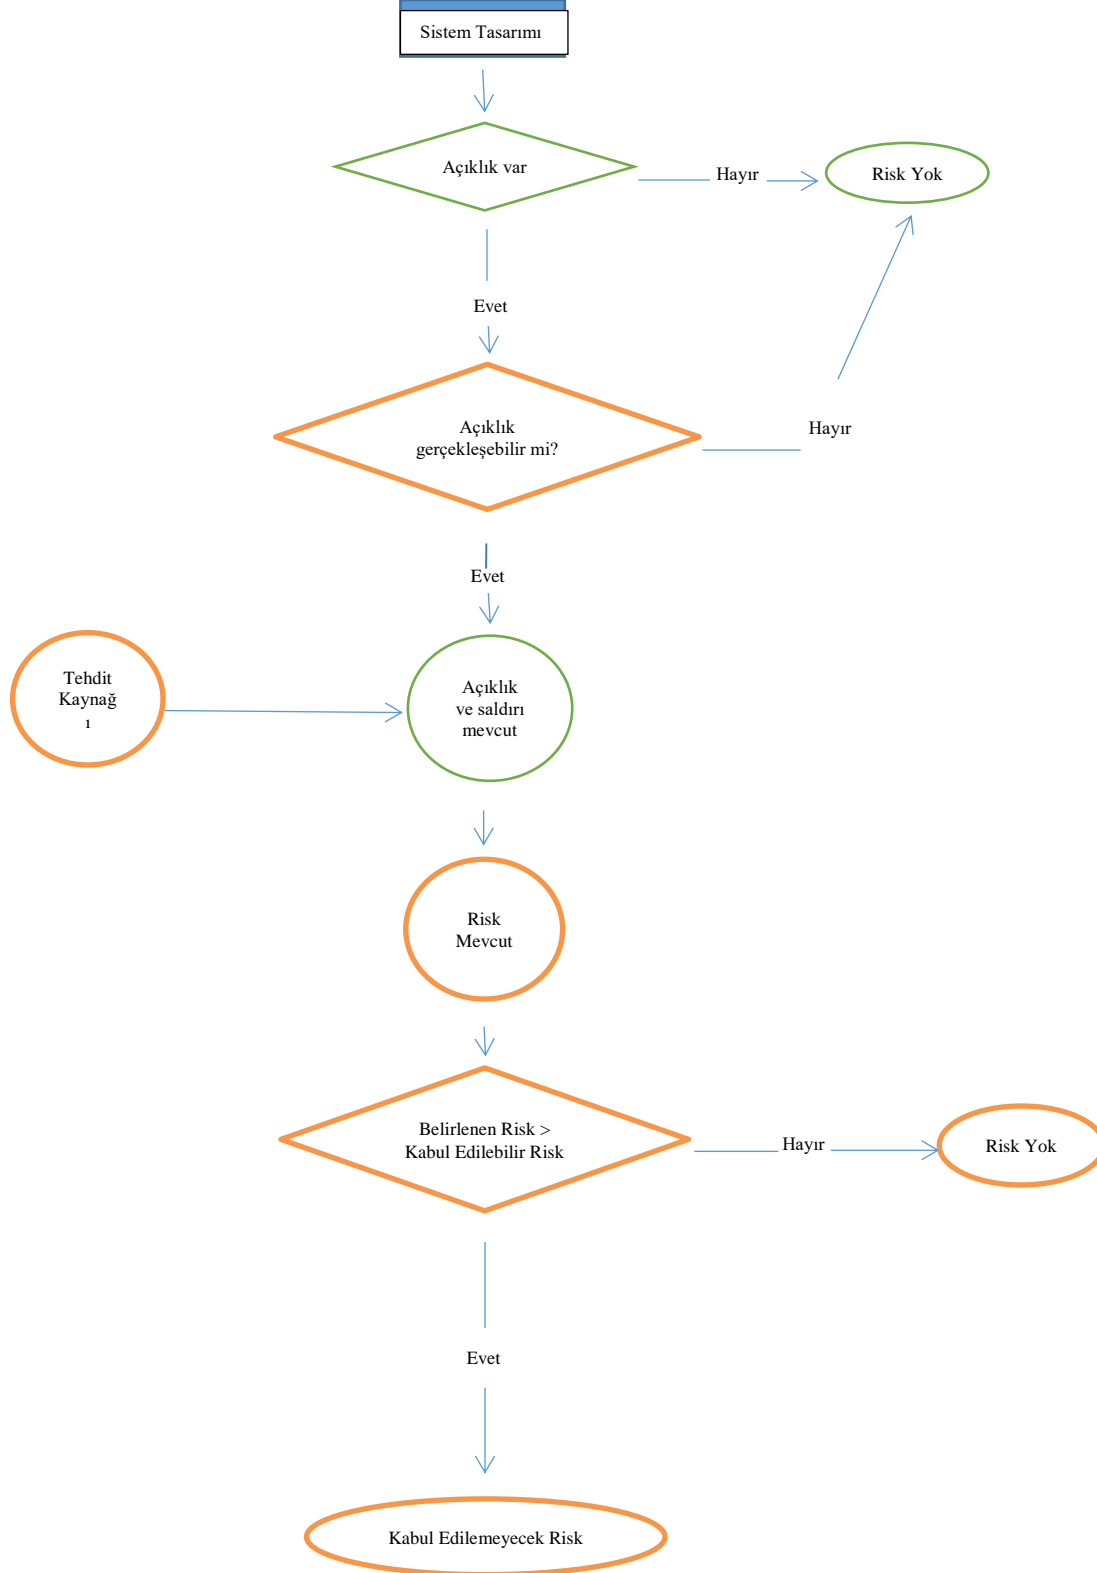 Sistem Tasarımı
Açıklık var
Hayır
Risk Yok
Evet
Açıklık
gerçekleşebilir mi?
Hayır
Evet
Tehdit
Kaynağ
ı
Açıklık
ve saldırı
mevcut
Risk
Mevcut
Belirlenen Risk >
Kabul Edilebilir Risk
Hayır
Risk Yok
Evet
Kabul Edilemeyecek Risk